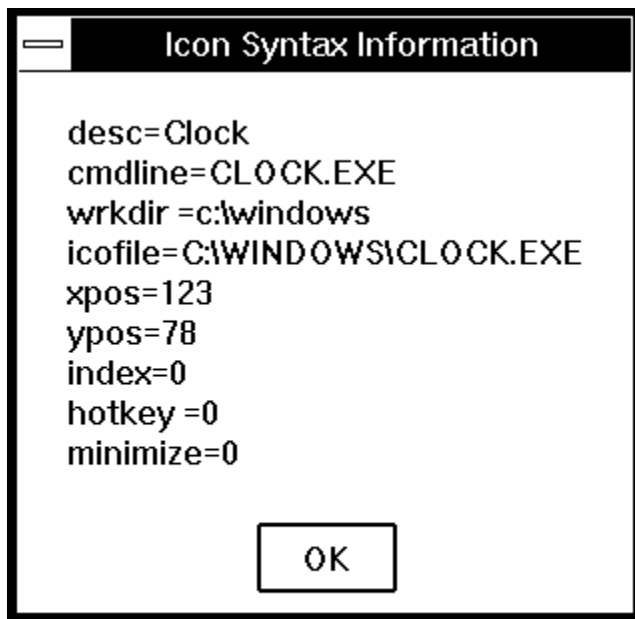 Icon Syntax Information
desc=Clock
cmdline=CLOCK.EXE
wrkdir =c:\windows
icofile=C:\WINDOWS\CLOCK.EXE
xpos=123
ypos=78
index=0
hotkey =0
minimize=0
OK